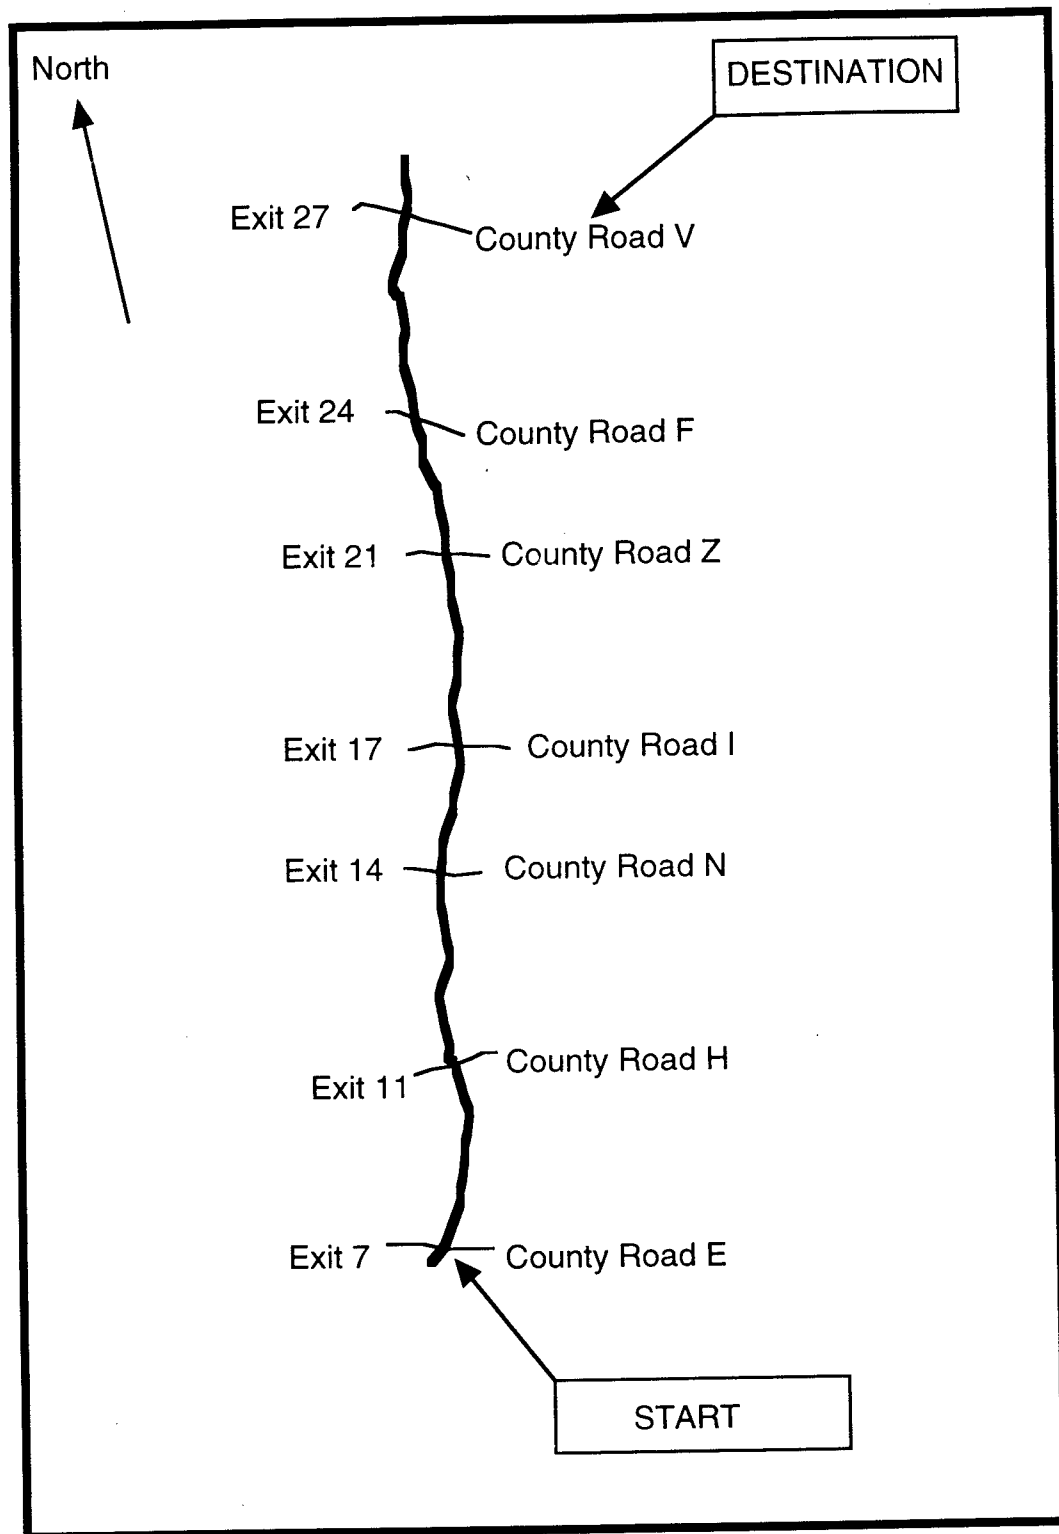 North
DESTINATION
Exit 27
County Road V
Exit 24
County Road F
Exit 21
County Road Z
Exit 17
County Road I
Exit 14
County Road N
Exit 11
County Road H
Exit 7
County Road E
START